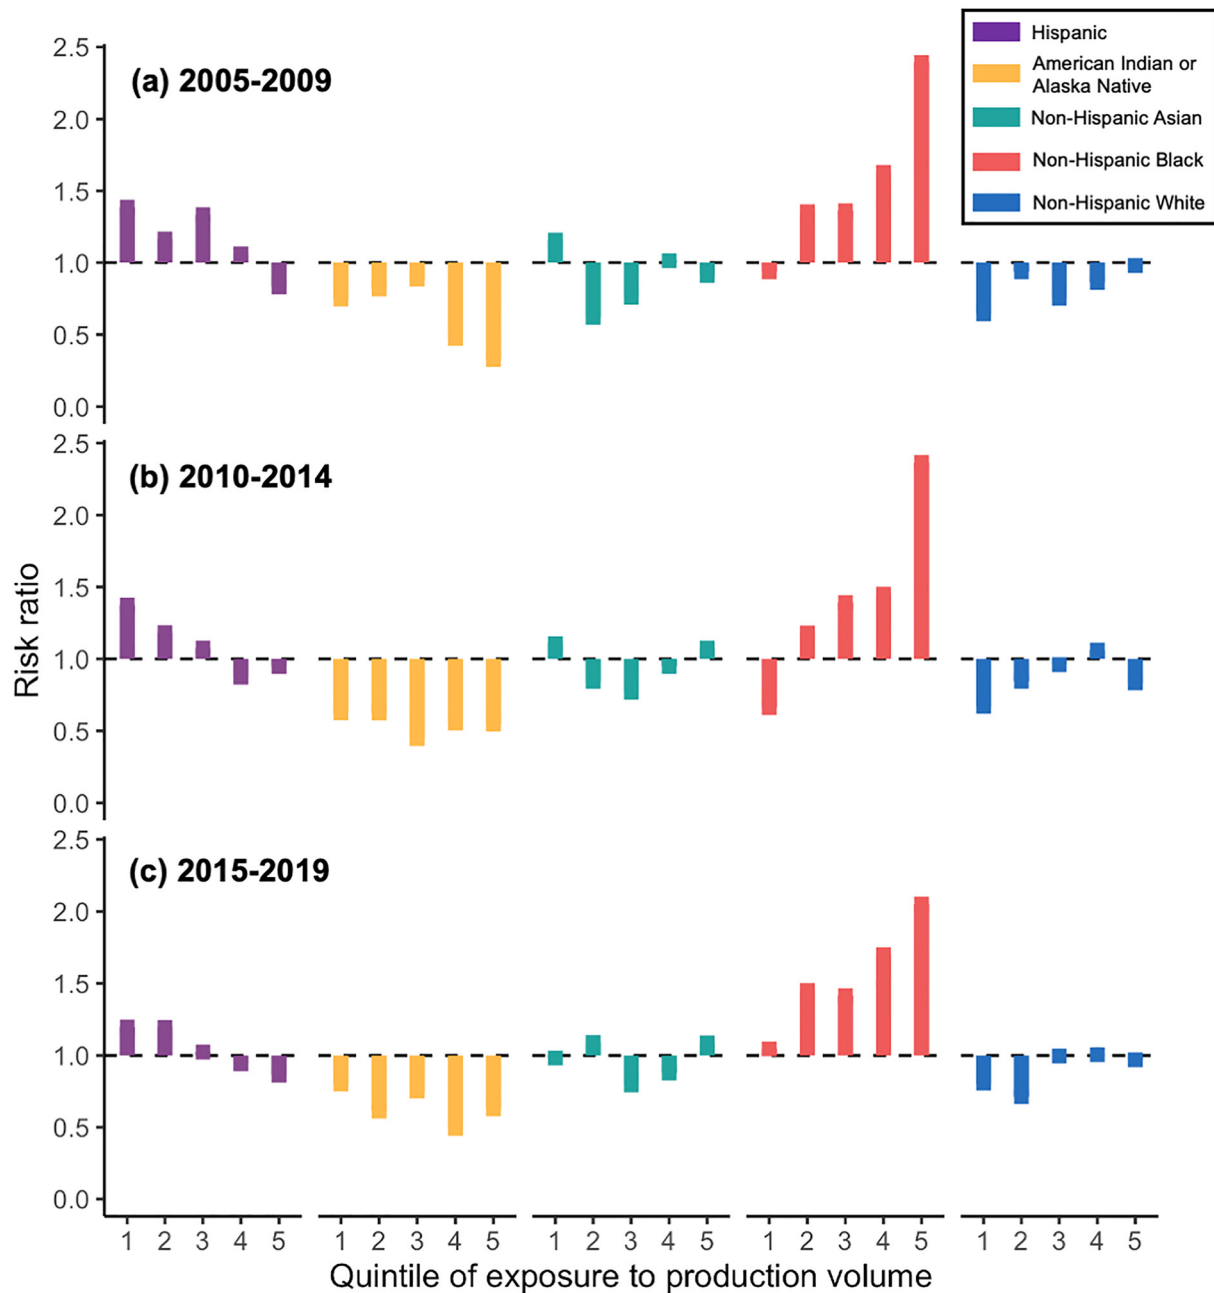 Hispanic
American Indian or
Alaska Native
Non-Hispanic Asian
Non-Hispanic Black
Non-Hispanic White
(a) 2005-2009
2.5
2.0
1.5
1.0
0.5
0.0
(b) 2010-2014
2.5
2.0
1.5
1.0
0.5
0.0
Risk ratio
(c) 2015-2019
2.5
2.0
1.5
1.0
0.5
0.0
1 2 3 4 5 1 2 3 4 5 1 2 3 4 5 1 2 3 4 5 1 2 3 4 5
Quintile of exposure to production volume